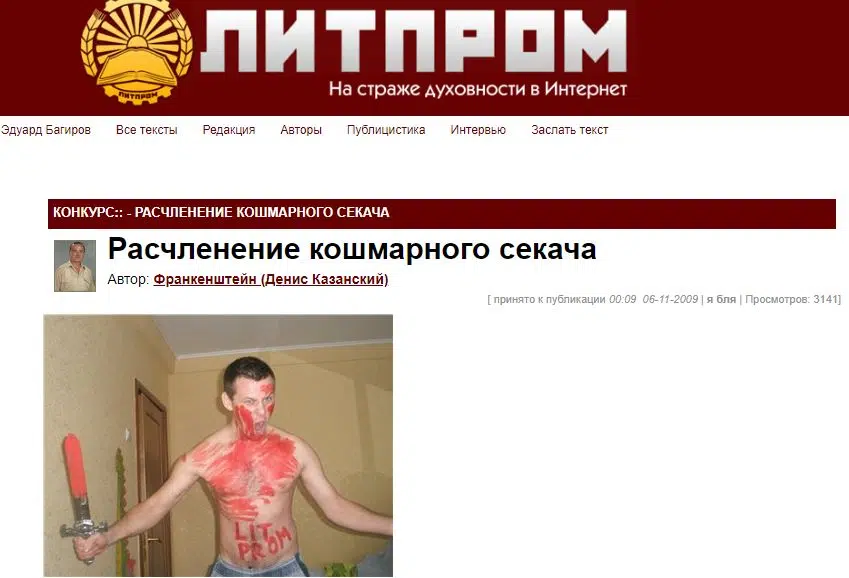 ЛИТПРОМ
На страже духовности в Интернет
ЛИТПРОМ
Эдуард Багиров Все тексты Редакция Авторы Публицистика Интервью Заслать текст
КОНКУРС:: - РАСЧЛЕНЕНИЕ КОШМАРНОГО СЕКАЧА
Расчленение кошмарного секача
Автор: Франкенштейн (Денис Казанский)
[ принято к публикации 00:09 06-11-2009 | я бля | Просмотров: 3141]
LIT
PROM